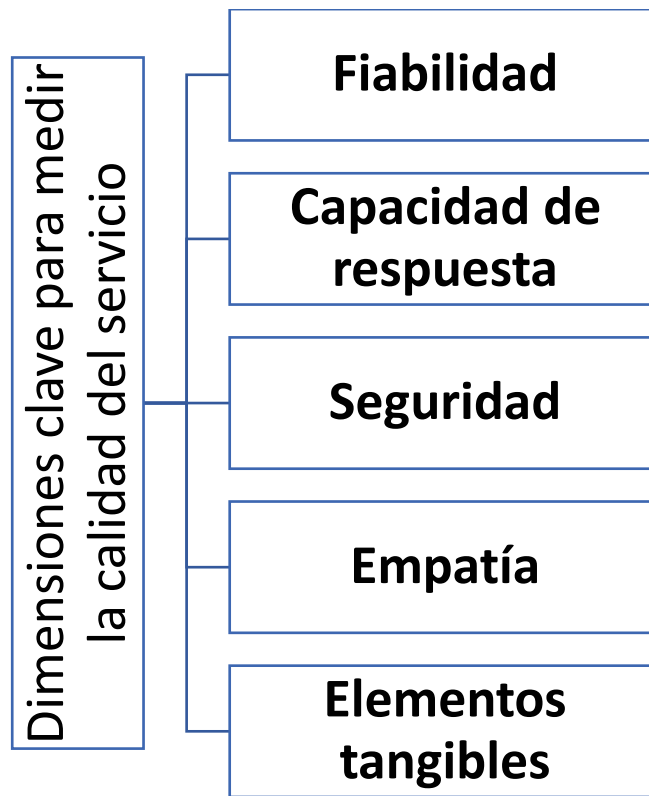 Dimensiones clave para medir
la calidad del servicio
Fiabilidad
Capacidad de
respuesta
Seguridad
Empatía
Elementos
tangibles